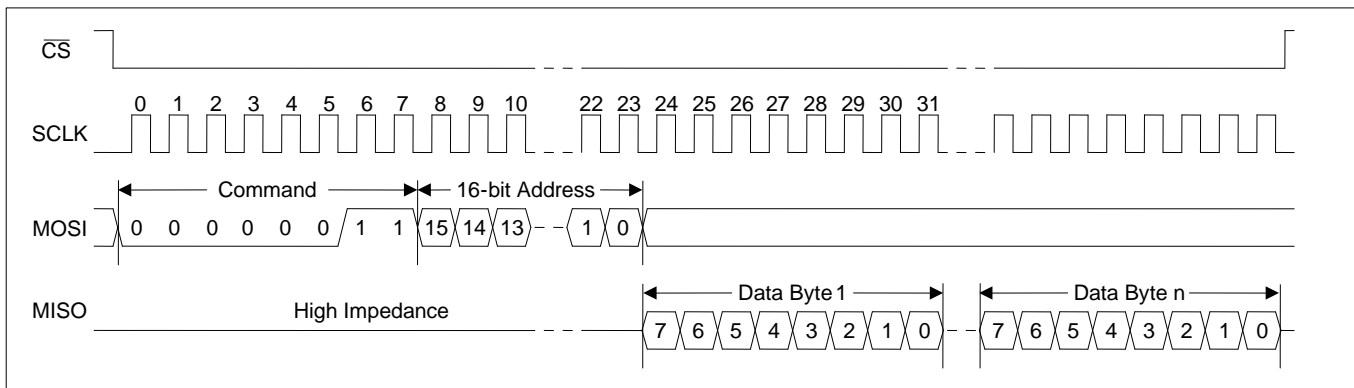 CS
0 1 2 3 4 5 6 7 8 9 10 22 23 24 25 26 27 28 29 30 31
SCLK
Command 16-bit Address
MOSI 0 0 0 0 0 0 1 1 15 14 13 1 0
Data Byte 1 Data Byte n
MISO High Impedance
7 6 5 4 3 2 1 0 7 6 5 4 3 2 1 0